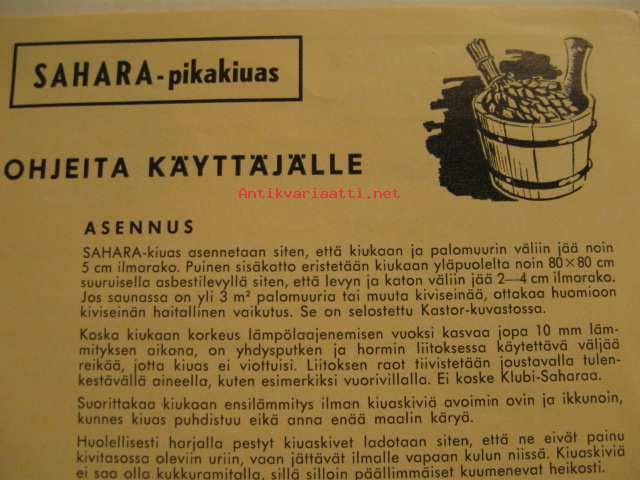 SAHARA-pikakiuas
OHJEITA KÄYTTÄJÄLLE
Antikvariaatti.net
ASENNUS
SAHARA-kiuas asennetaan siten, että kiukaan ja palomuurin väliin jää noin
5 cm ilmarako. Puinen sisäkatto eristetään kiukaan yläpuolelta noin 80×80 cm
suuruisella asbestilevyllä siten, että levyn ja katon väliin jää 2—4 cm ilmarako.
Jos saunassa on yli 3 m² palomuuria tai muuta kiviseinää, ottakaa huomioon
kiviseinän haitallinen vaikutus. Se on selostettu Kastor-kuvastossa.
Koska kiukaan korkeus lämpölaajenemisen vuoksi kasvaa jopa 10 mm läm-
mityksen aikana, on yhdysputken ja hormin liitoksessa käytettävä väljää
reikää, jotta kiuas ei viottuisi. Liitoksen raot tiivistetään joustavalla tulen-
kestävällä aineella, kuten esimerkiksi vuorivillalla. Ei koske Klubi-Saharaa.
Suorittakaa kiukaan ensilämmitys ilman kiuaskiviä avoimin ovin ja ikkunoin,
kunnes kiuas puhdistuu eikä anna enää maalin käryä.
Huolellisesti harjalla pestyt kiuaskivet ladotaan siten, että ne eivät painu
kivitasossa oleviin uriin, vaan jättävät ilmalle vapaan kulun niissä. Kiuaskiviä
ei saa olla kukkuramitalla, sillä silloin päällimmäiset kuumenevat heikosti.